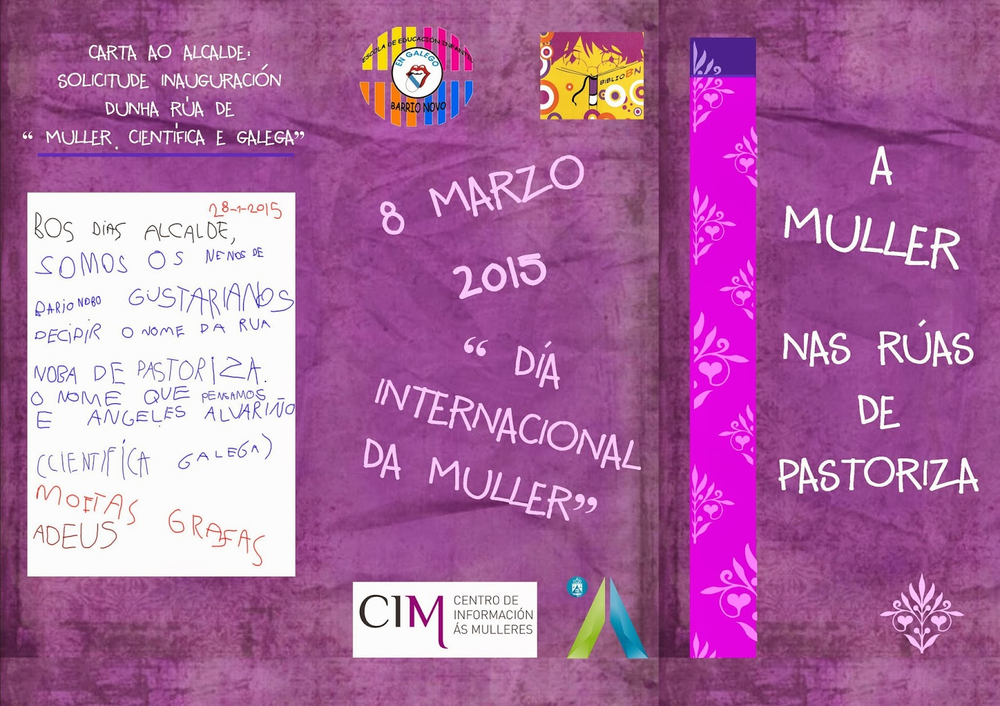 CARTA AO ALCALDE:
SOLICITUDE INAUGURACIÓN
DUNHA RÚA DE
“ MULLER, CIENTÍFICA E GALEGA”
28-1-2015
BOS DÍAS ALCALDE,
SOMOS OS NENOS DE
BARIO NOBO GUSTARIANOS
DECIDIR O NOME DA RUA
NOBA DE PASTORIZA.
O NOME QUE PENSAMOS
E ANGELES ALVARIÑO
(CIENTIFÍCA GALEGA)
MOITAS GRAFAS
ADEUS
ESCOLA DE EDUCACIÓN INFANTIL
EN GALEGO
BARRIO NOVO
BIBLIOBN
8 MARZO
2015
“ DÍA
INTERNACIONAL
DA MULLER”
CIM
CENTRO DE
INFORMACIÓN
ÁS MULLERES
A
MULLER
NAS RÚAS
DE
PASTORIZA